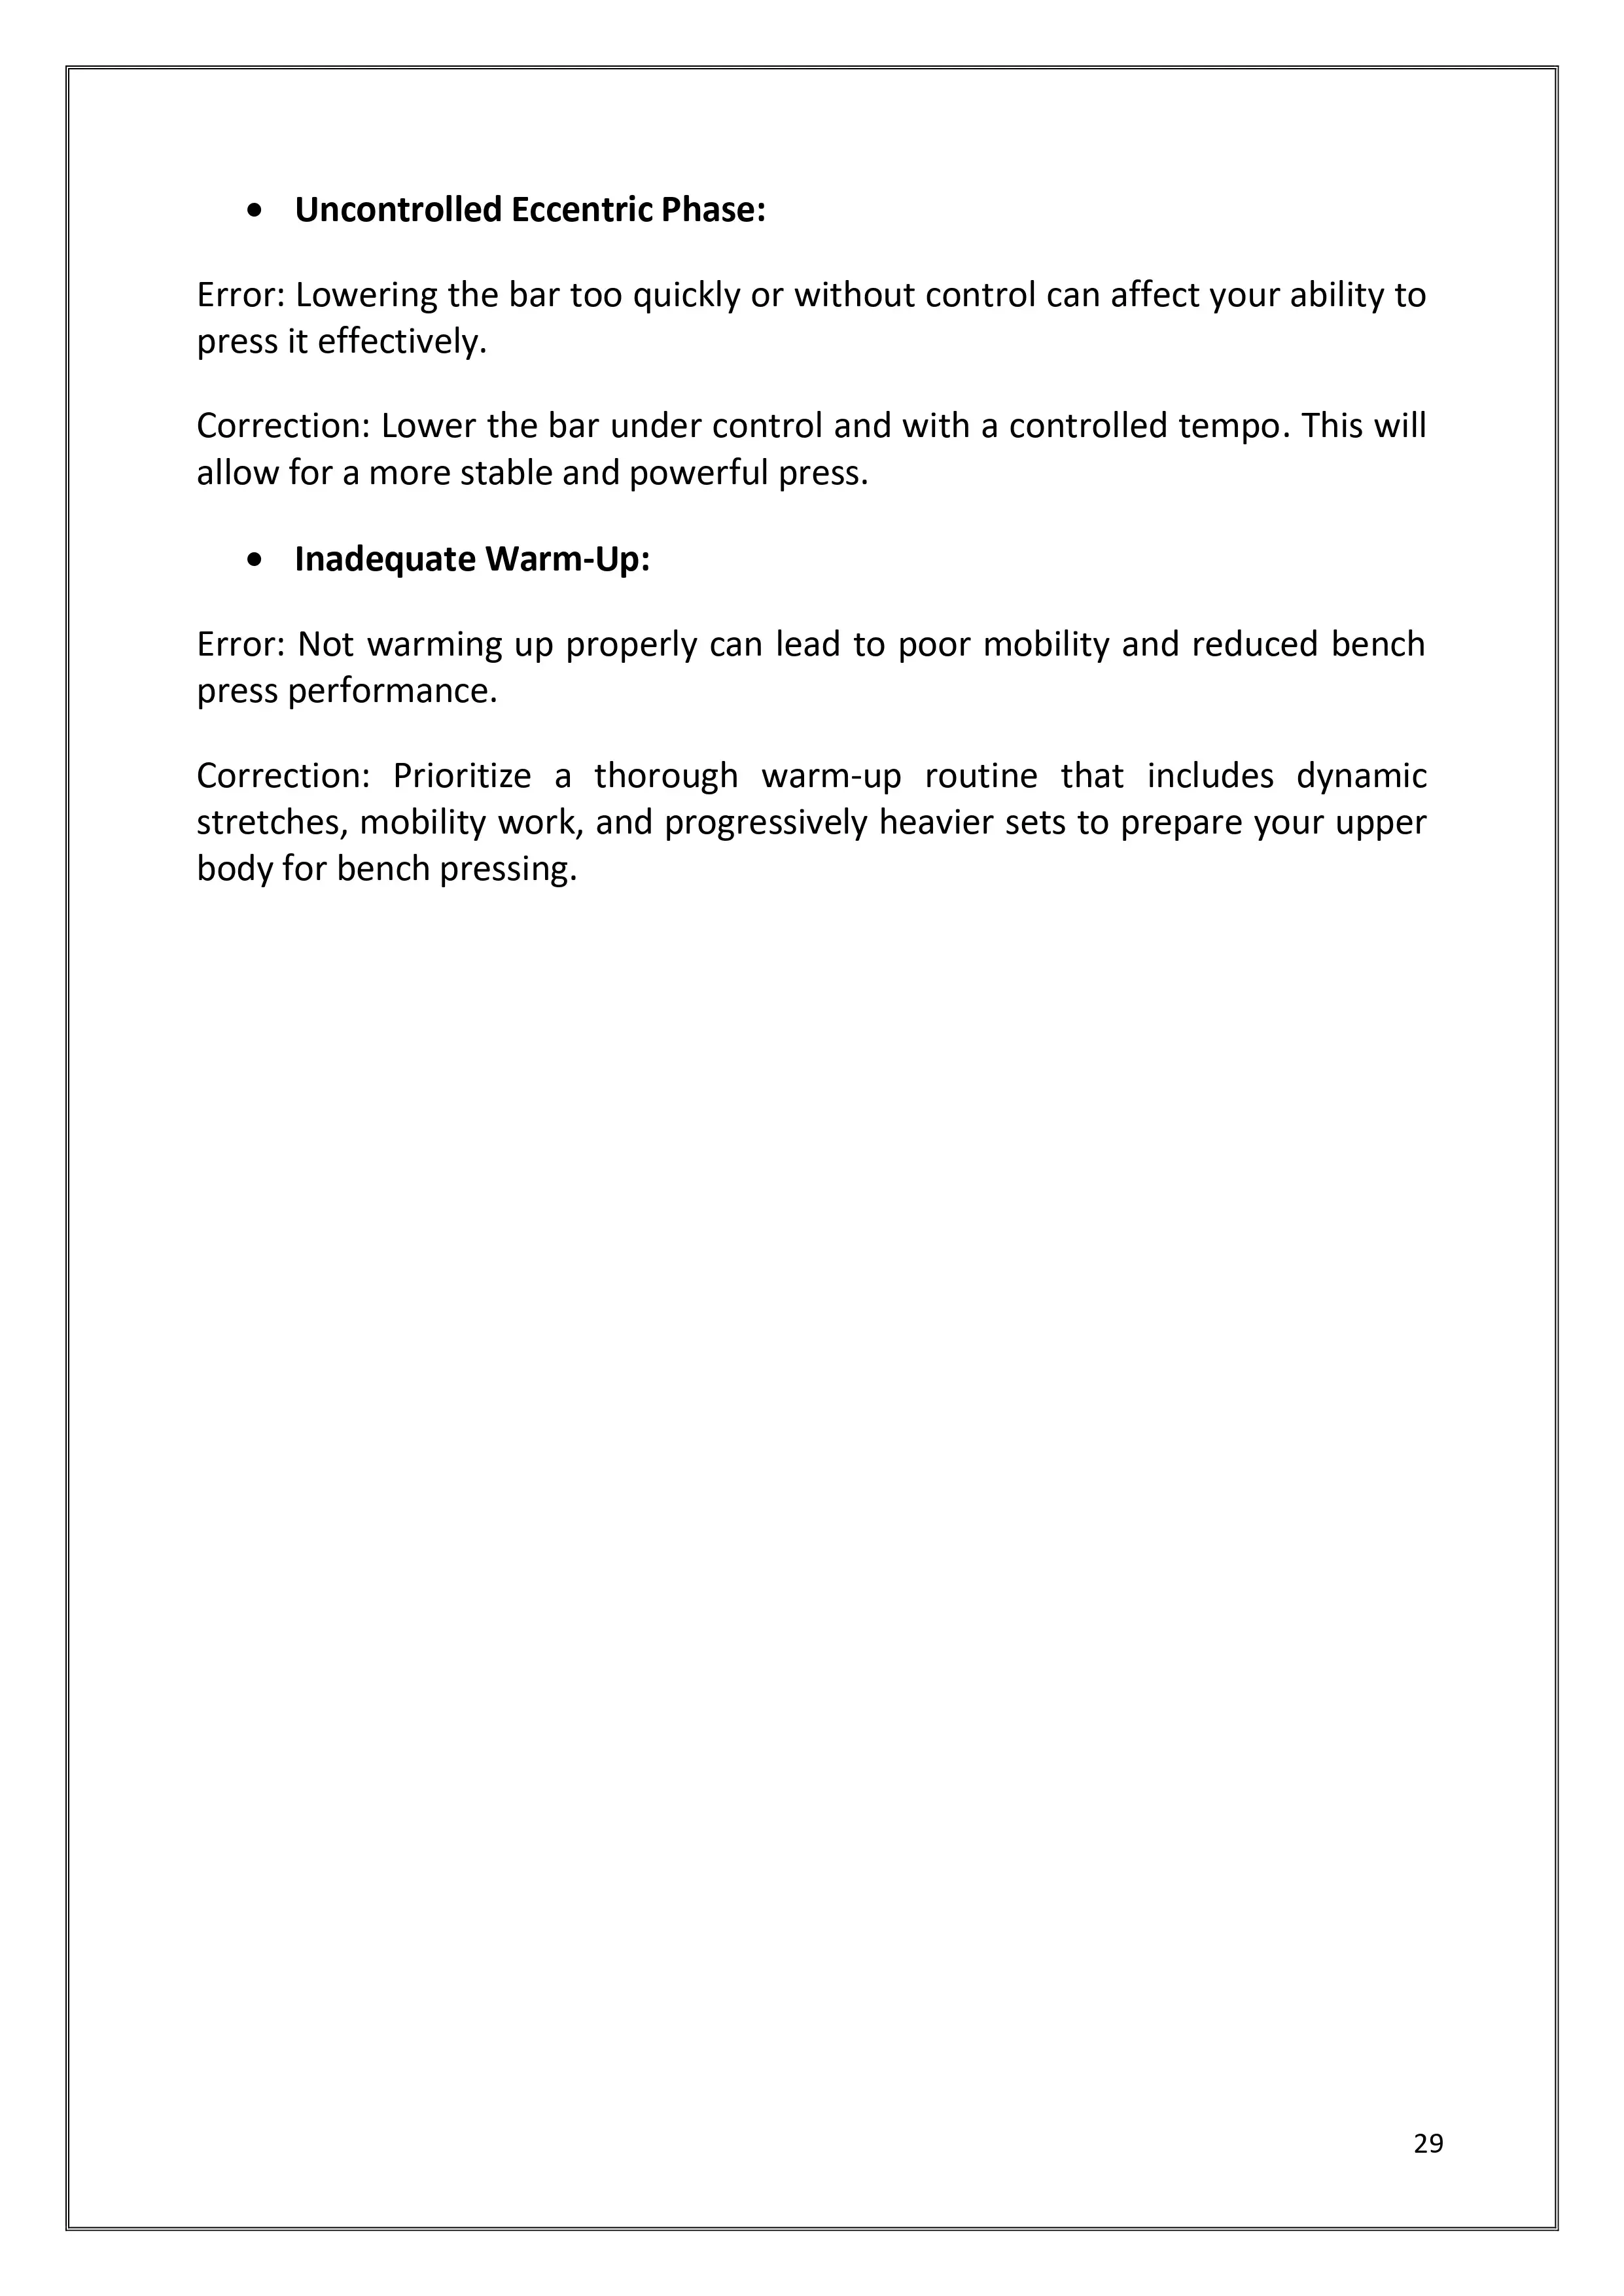 • Uncontrolled Eccentric Phase:
Error: Lowering the bar too quickly or without control can affect your ability to
press it effectively.
Correction: Lower the bar under control and with a controlled tempo. This will
allow for a more stable and powerful press.
• Inadequate Warm-Up:
Error: Not warming up properly can lead to poor mobility and reduced bench
press performance.
Correction: Prioritize a thorough warm-up routine that includes dynamic
stretches, mobility work, and progressively heavier sets to prepare your upper
body for bench pressing.
29